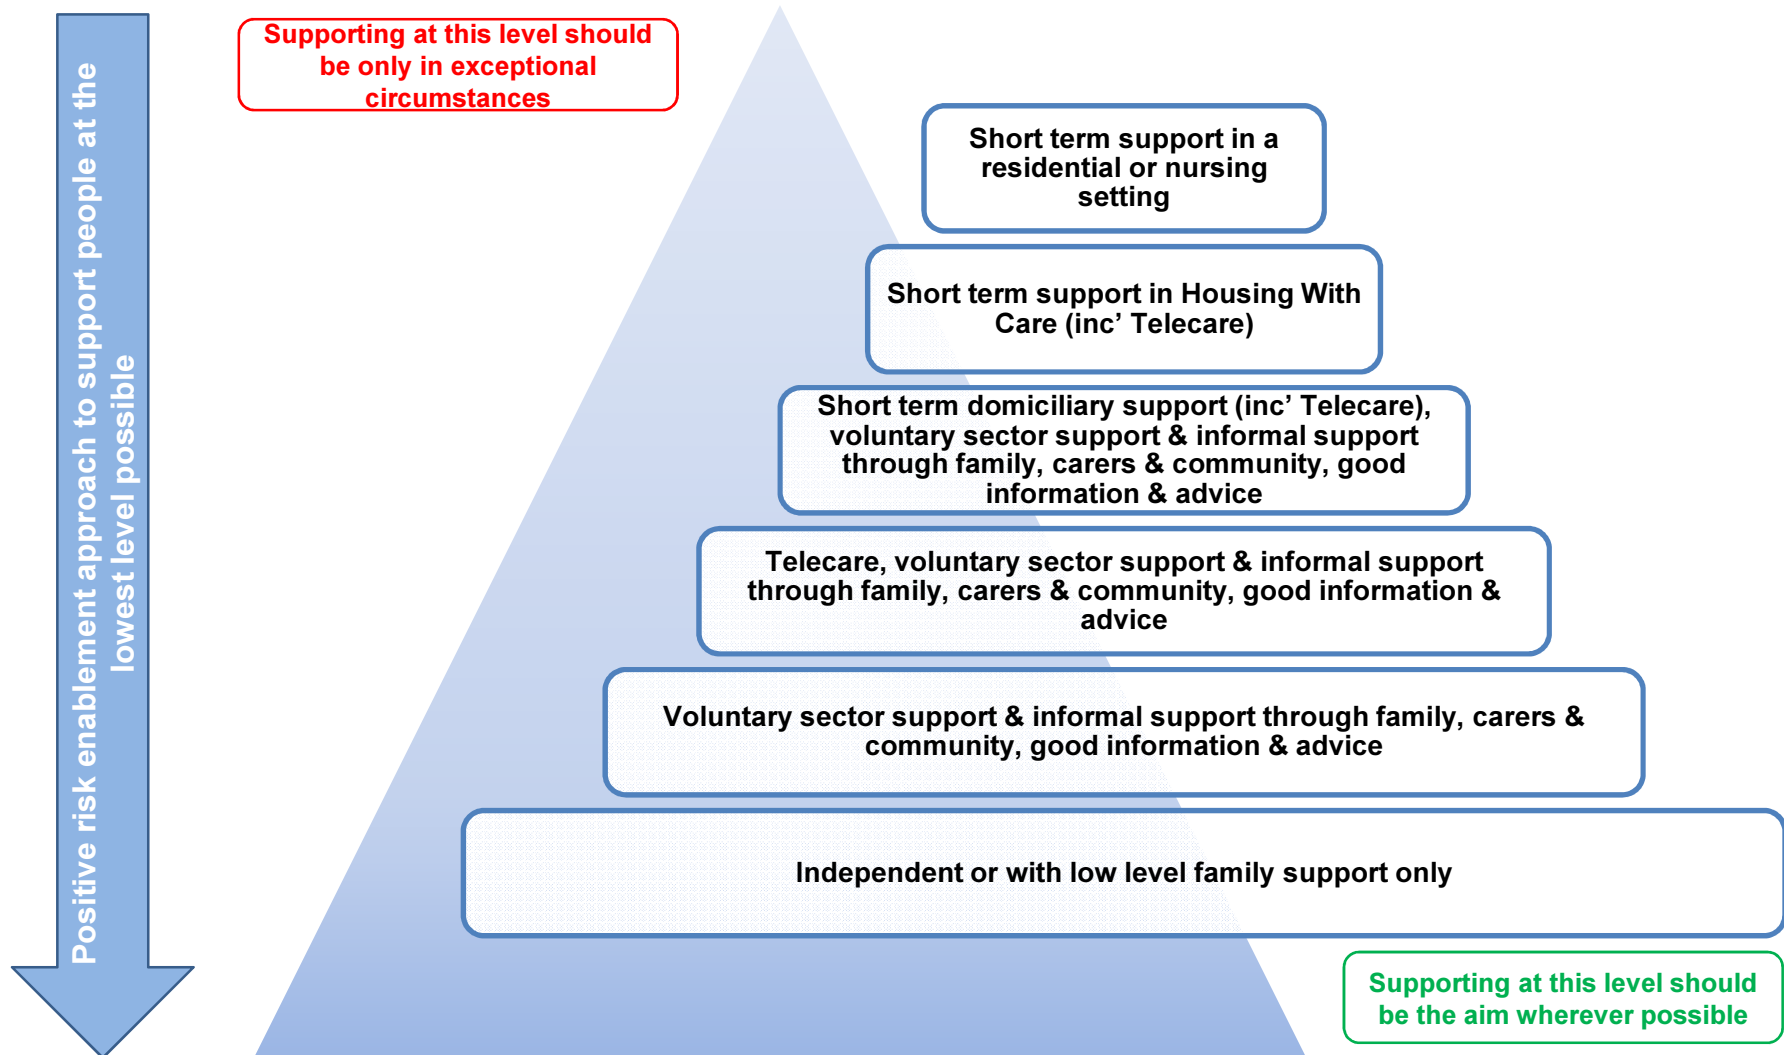 Positive risk enablement approach to support people at the
lowest level possible
Supporting at this level should
be only in exceptional
circumstances
Short term support in a
residential or nursing
setting
Short term support in Housing With
Care (inc’ Telecare)
Short term domiciliary support (inc’ Telecare),
voluntary sector support & informal support
through family, carers & community, good
information & advice
Telecare, voluntary sector support & informal support
through family, carers & community, good information &
advice
Voluntary sector support & informal support through family, carers &
community, good information & advice
Independent or with low level family support only
Supporting at this level should
be the aim wherever possible